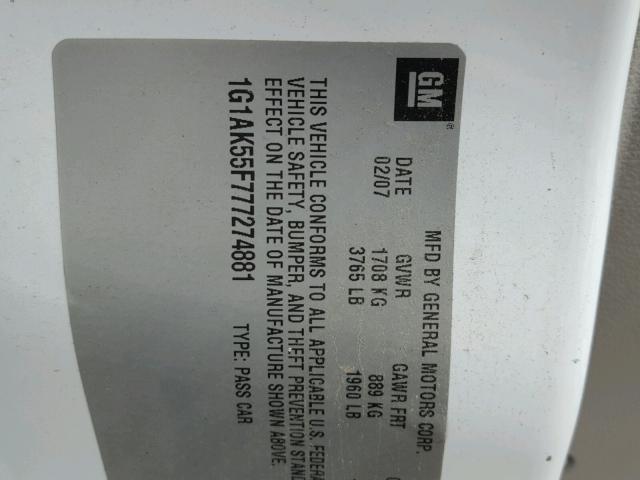 GM®
MFD BY GENERAL MOTORS CORP.
DATE GVWR GAWR FRT
02/07 1708 KG 889 KG
3765 LB 1960 LB
THIS VEHICLE CONFORMS TO ALL APPLICABLE U.S. FEDERA
VEHICLE SAFETY, BUMPER, AND THEFT PREVENTION STAN
EFFECT ON THE DATE OF MANUFACTURE SHOWN ABOVE.
1G1AK55F777274881 TYPE: PASS CAR